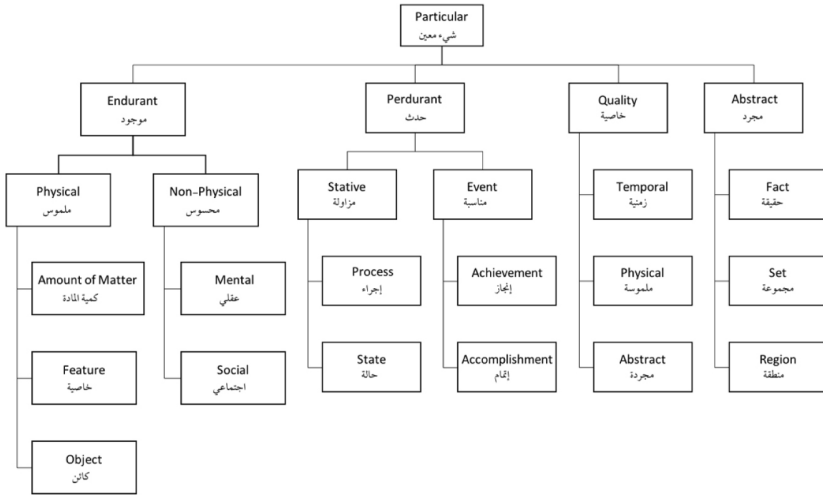 Particular
شيء معين
Endurant
موجود
Perdurant
حدث
Quality
خاصية
Abstract
مجرد
Physical
ملموس
Non-Physical
محسوس
Stative
مزاولة
Event
مناسبة
Temporal
زمنية
Fact
حقيقة
Amount of Matter
كمية المادة
Mental
عقلي
Process
إجراء
Achievement
إنجاز
Physical
ملموسة
Set
مجموعة
Feature
خاصية
Social
اجتماعي
State
حالة
Accomplishment
إتمام
Abstract
مجردة
Region
منطقة
Object
كائن